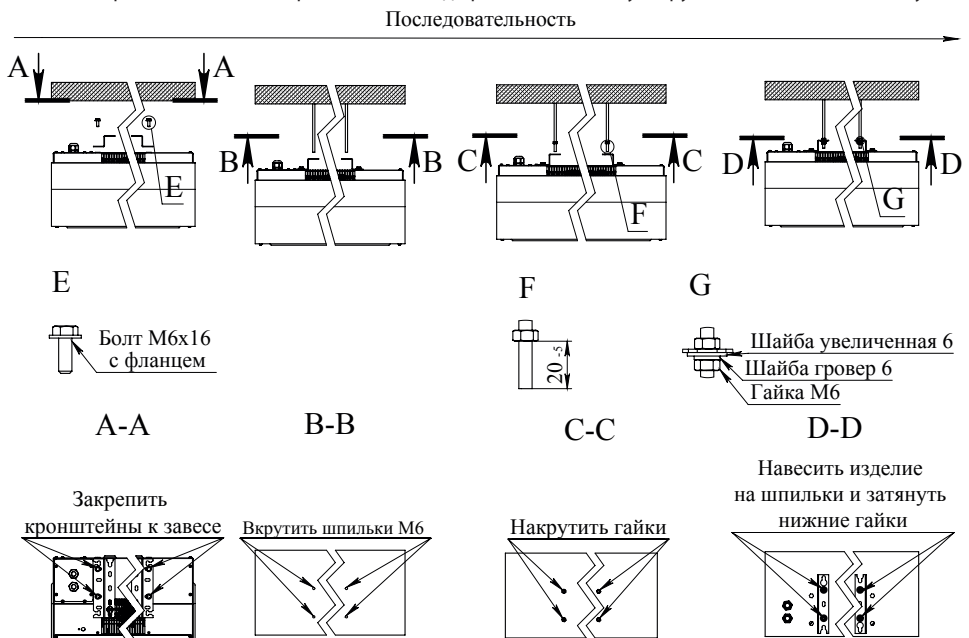 Последовательность
A A
B B
C C
D D
E
F
G
E
F
G
Болт М6х16
с фланцем
20 -5
Шайба увеличенная 6
Шайба гровер 6
Гайка М6
A-A
B-B
C-C
D-D
Закрепить
кронштейны к завесе
Вкрутить шпильки М6
Накрутить гайки
Навесить изделие
на шпильки и затянуть
нижние гайки